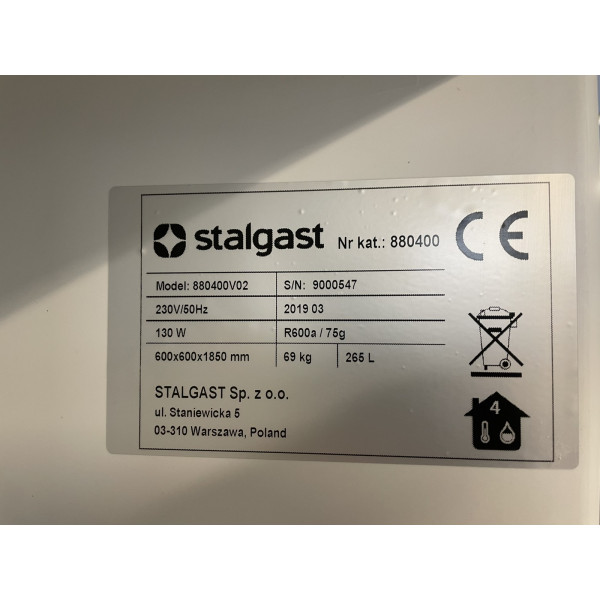 stalgast Nr kat.: 880400 CE
Model: 880400V02 S/N: 9000547
230V/50Hz 2019 03
130 W R600a / 75g
600x600x1850 mm 69 kg 265 L
STALGAST Sp. z o.o.
ul. Staniewicka 5
03-310 Warszawa, Poland
4